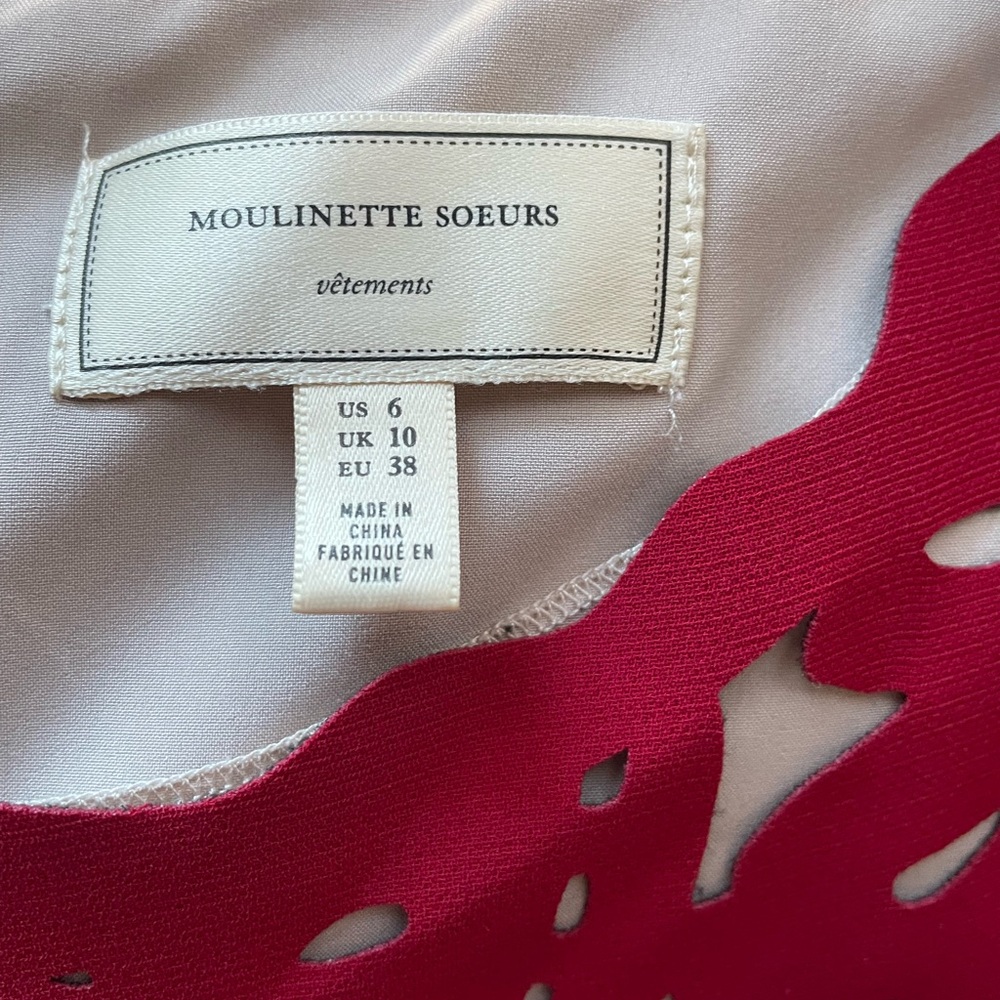 MOULINETTE SOEURS
vêtements
US 6
UK 10
EU 38
MADE IN
CHINA
FABRIQUÉ EN
CHINE